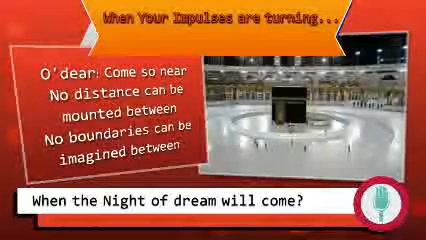 When Your Impulses are turning...
O'dear: Come so near
No distance can be
mounted between
No boundaries can be
imagined between
When the Night of dream will come?